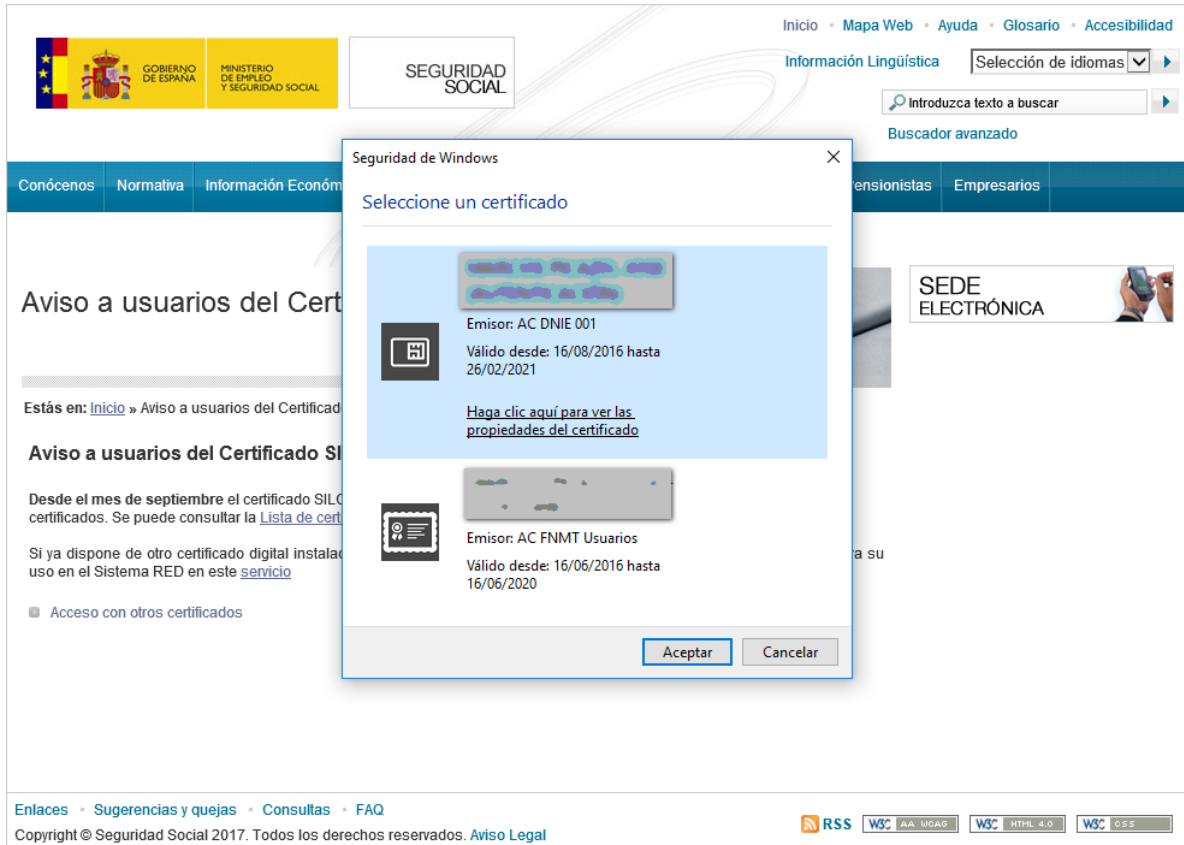 Inicio Mapa Web Ayuda Glosario Accesibilidad
GOBIERNO
DE ESPAÑA
MINISTERIO
DE EMPLEO
Y SEGURIDAD SOCIAL
SEGURIDAD
SOCIAL
Información Lingüística Selección de idiomas
Introduzca texto a buscar
Buscador avanzado
Conócenos Normativa Información Económ ensionistas Empresarios
Seguridad de Windows
Seleccione un certificado
Emisor: AC DNIE 001
Válido desde: 16/08/2016 hasta
26/02/2021
Haga clic aquí para ver las
propiedades del certificado
Emisor: AC FNMT Usuarios
Válido desde: 16/06/2016 hasta
16/06/2020
Aceptar Cancelar
Aviso a usuarios del Cert
SEDE
ELECTRÓNICA
Estás en: Inicio » Aviso a usuarios del Certificad
Aviso a usuarios del Certificado SI
Desde el mes de septiembre el certificado SILC
certificados. Se puede consultar la Lista de cert
Si ya dispone de otro certificado digital instalad a su
uso en el Sistema RED en este servicio
Acceso con otros certificados
Enlaces Sugerencias y quejas Consultas FAQ
Copyright © Seguridad Social 2017. Todos los derechos reservados. Aviso Legal
RSS W3C AA WCAG W3C HTML 4.0 W3C CSS